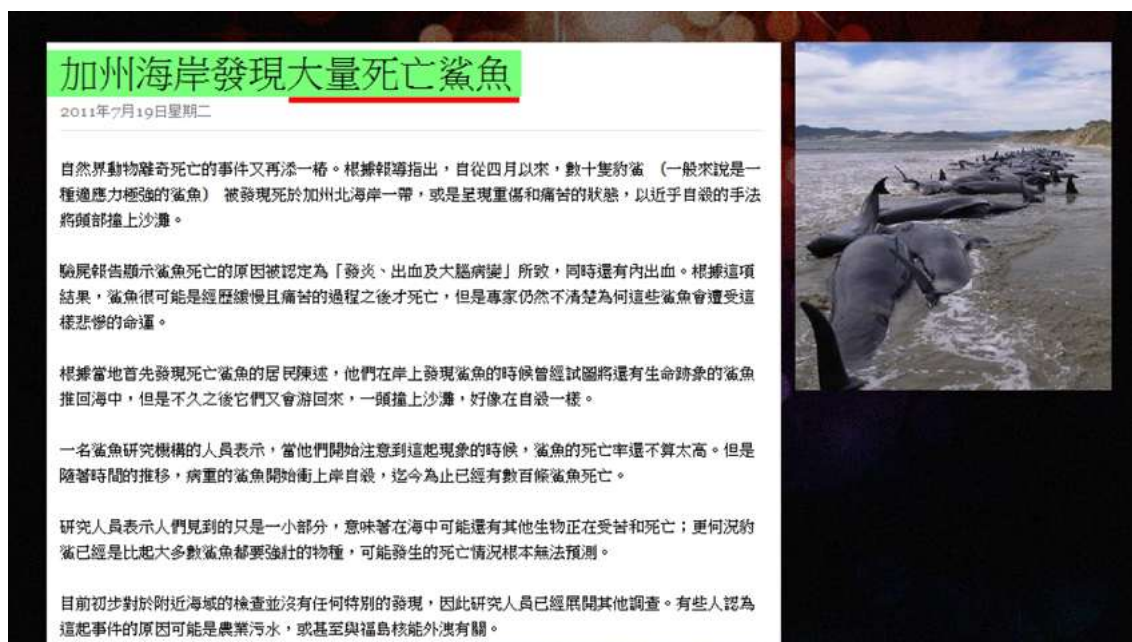 加州海岸發現大量死亡鯊魚
2011年7月19日星期二
自然界動物離奇死亡的事件又再添一樁。根據報導指出，自從四月以來，數十隻豹鯊 （一般來說是一
種適應力極強的鯊魚） 被發現死於加州北海岸一帶，或是呈現重傷和痛苦的狀態，以近乎自殺的手法
將頭部撞上沙灘。
驗屍報告顯示鯊魚死亡的原因被認定為「發炎、出血及大腦病變」所致，同時還有內出血。根據這項
結果，鯊魚很可能是經歷緩慢且痛苦的過程之後才死亡，但是專家仍然不清楚為何這些鯊魚會遭受這
樣悲慘的命運。
根據當地首先發現死亡鯊魚的居民陳述，他們在岸上發現鯊魚的時候曾經試圖將還有生命跡象的鯊魚
推回海中，但是不久之後它們又會游回來，一頭撞上沙灘，好像在自殺一樣。
一名鯊魚研究機構的人員表示，當他們開始注意到這起現象的時候，鯊魚的死亡率還不算太高。但是
隨著時間的推移，病重的鯊魚開始衝上岸自殺，迄今為止已經有數百條鯊魚死亡。
研究人員表示人們見到的只是一小部分，意味著在海中可能還有其他生物正在受苦和死亡；更何況豹
鯊已經是比起大多數鯊魚都要強壯的物種，可能發生的死亡情況根本無法預測。
目前初步對於附近海域的檢查並沒有任何特別的發現，因此研究人員已經展開其他調查。有些人認為
這起事件的原因可能是農業污水，或甚至與福島核能外洩有關。